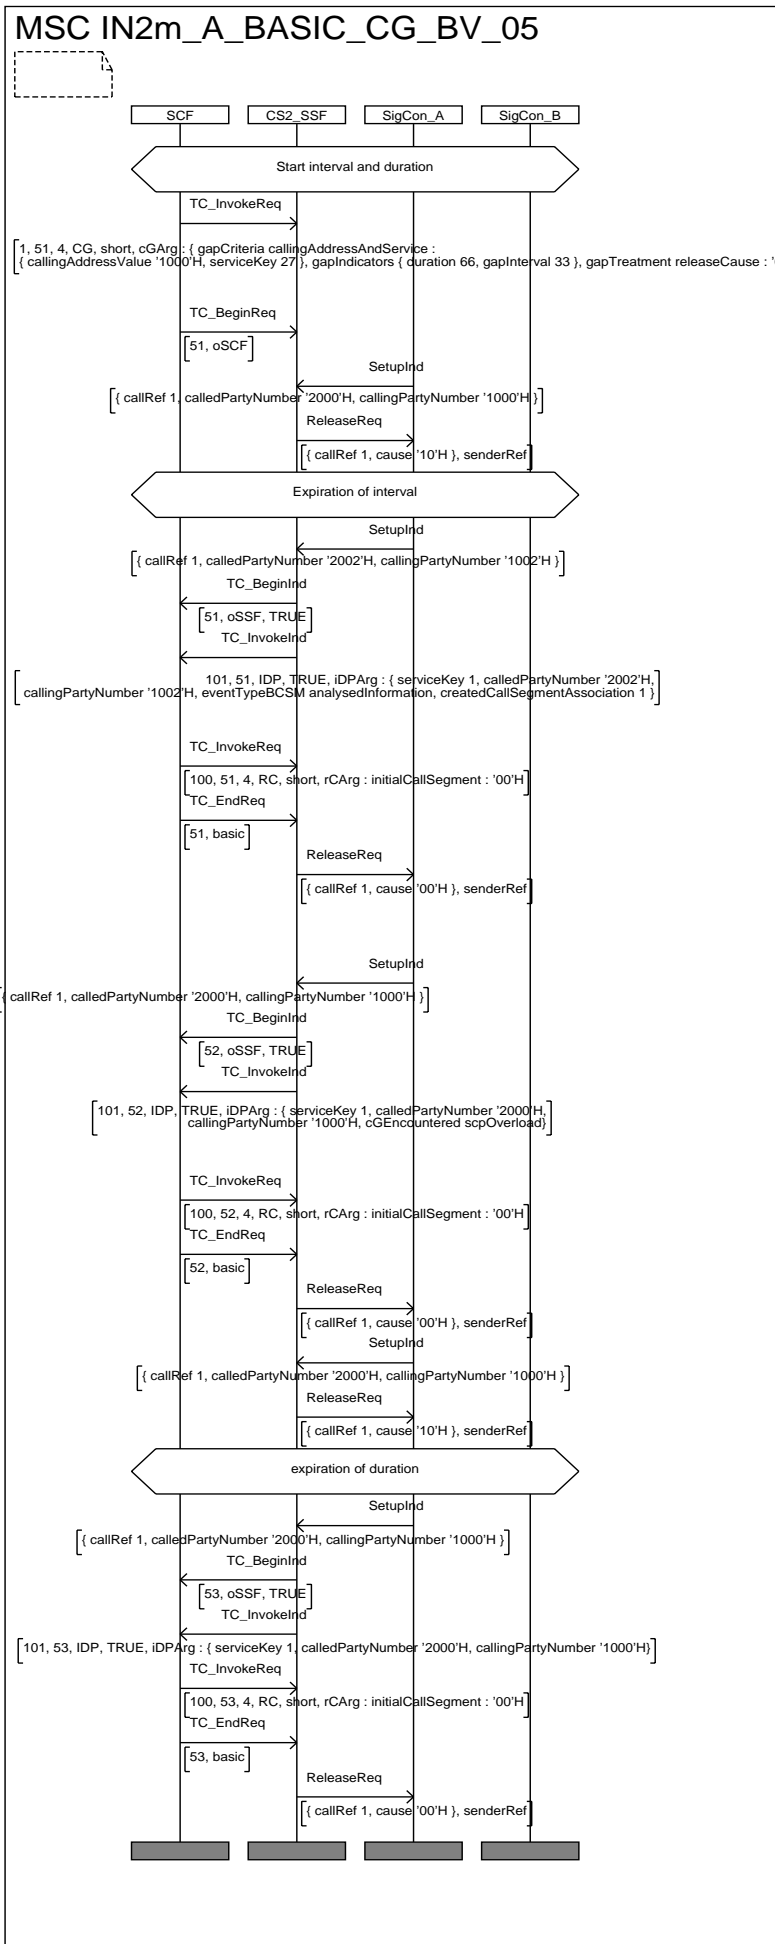 MSC IN2m_A_BASIC_CG_BV_05
SCF CS2_SSF SigCon_A SigCon_B
Start interval and duration
TC_InvokeReq
1, 51, 4, CG, short, cGArg : { gapCriteria callingAddressAndService :
{ callingAddressValue '1000'H, serviceKey 27 }, gapIndicators { duration 66, gapInterval 33 }, gapTreatment releaseCause : '
TC_BeginReq
51, oSCF
SetupInd
{ callRef 1, calledPartyNumber '2000'H, callingPartyNumber '1000'H }
ReleaseReq
{ callRef 1, cause '10'H }, senderRef
Expiration of interval
SetupInd
{ callRef 1, calledPartyNumber '2002'H, callingPartyNumber '1002'H }
TC_BeginInd
51, oSSF, TRUE
TC_InvokeInd
101, 51, IDP, TRUE, iDPArg : { serviceKey 1, calledPartyNumber '2002'H,
callingPartyNumber '1002'H, eventTypeBCSM analysedInformation, createdCallSegmentAssociation 1 }
TC_InvokeReq
100, 51, 4, RC, short, rCArg : initialCallSegment : '00'H
TC_EndReq
51, basic
ReleaseReq
{ callRef 1, cause '00'H }, senderRef
SetupInd
{ callRef 1, calledPartyNumber '2000'H, callingPartyNumber '1000'H }
TC_BeginInd
52, oSSF, TRUE
TC_InvokeInd
101, 52, IDP, TRUE, iDPArg : { serviceKey 1, calledPartyNumber '2000'H,
callingPartyNumber '1000'H, cGEncountered scpOverload}
TC_InvokeReq
100, 52, 4, RC, short, rCArg : initialCallSegment : '00'H
TC_EndReq
52, basic
ReleaseReq
{ callRef 1, cause '00'H }, senderRef
SetupInd
{ callRef 1, calledPartyNumber '2000'H, callingPartyNumber '1000'H }
ReleaseReq
{ callRef 1, cause '10'H }, senderRef
expiration of duration
SetupInd
{ callRef 1, calledPartyNumber '2000'H, callingPartyNumber '1000'H }
TC_BeginInd
53, oSSF, TRUE
TC_InvokeInd
101, 53, IDP, TRUE, iDPArg : { serviceKey 1, calledPartyNumber '2000'H, callingPartyNumber '1000'H}
TC_InvokeReq
100, 53, 4, RC, short, rCArg : initialCallSegment : '00'H
TC_EndReq
53, basic
ReleaseReq
{ callRef 1, cause '00'H }, senderRef